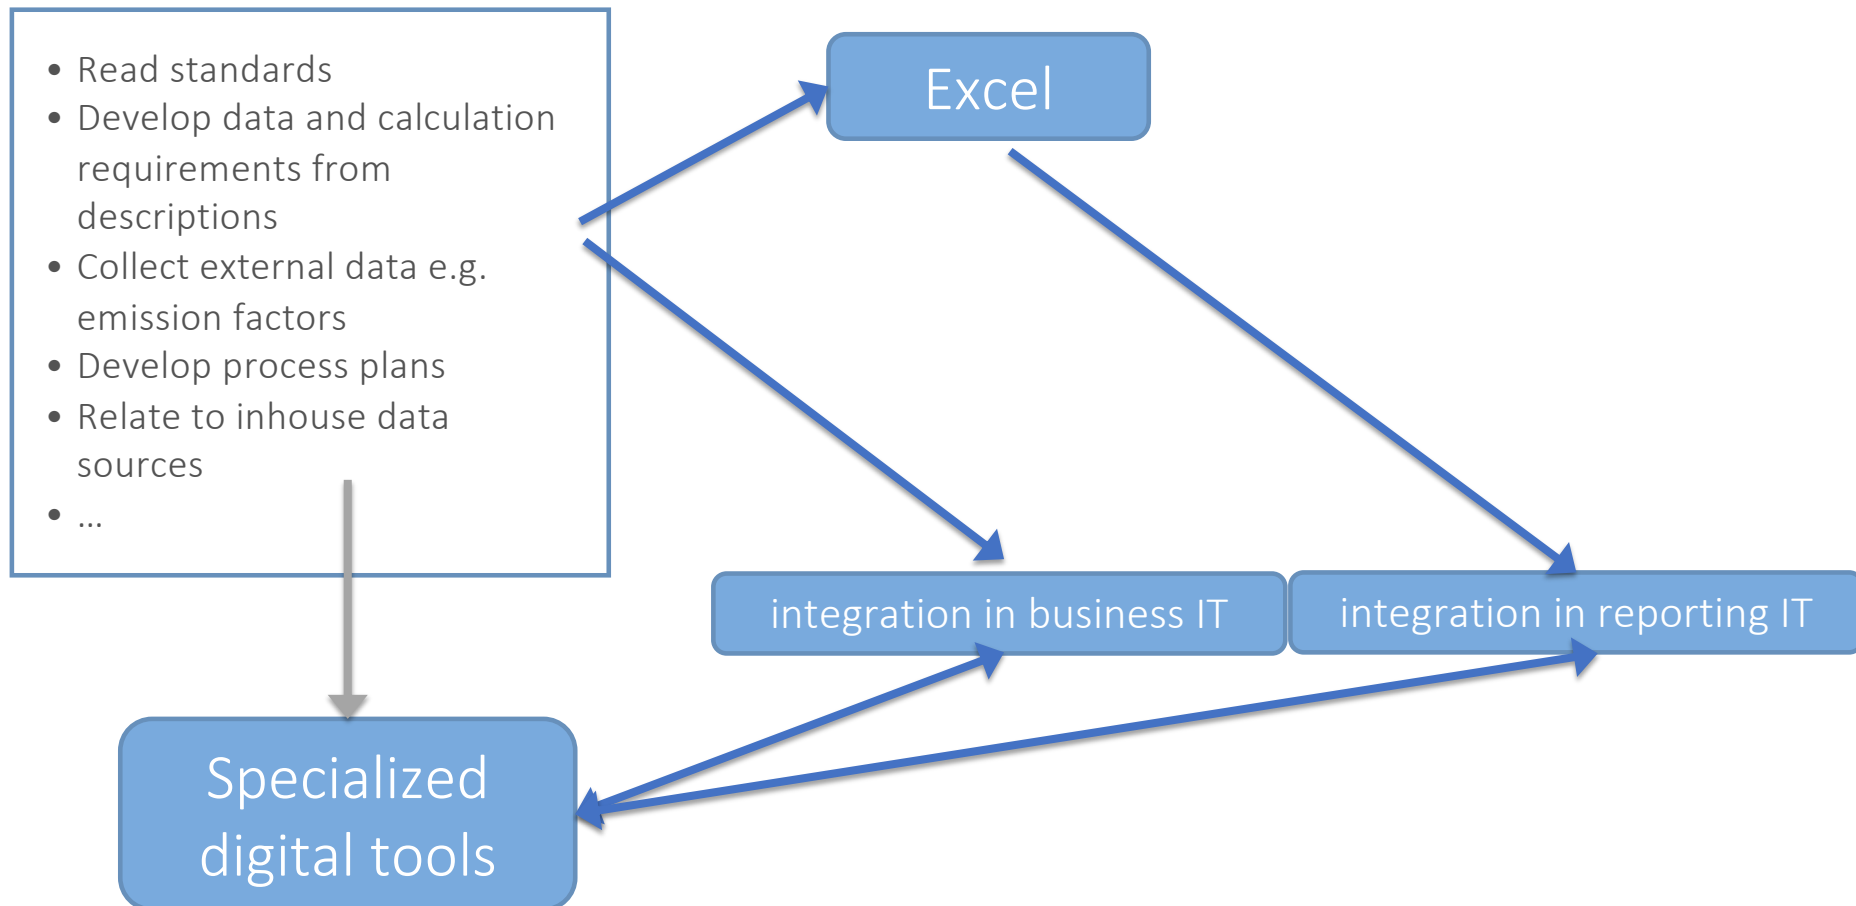 • Read standards
• Develop data and calculation
requirements from
descriptions
• Collect external data e.g.
emission factors
• Develop process plans
• Relate to inhouse data
sources
• ...
Excel
integration in business IT
integration in reporting IT
Specialized
digital tools